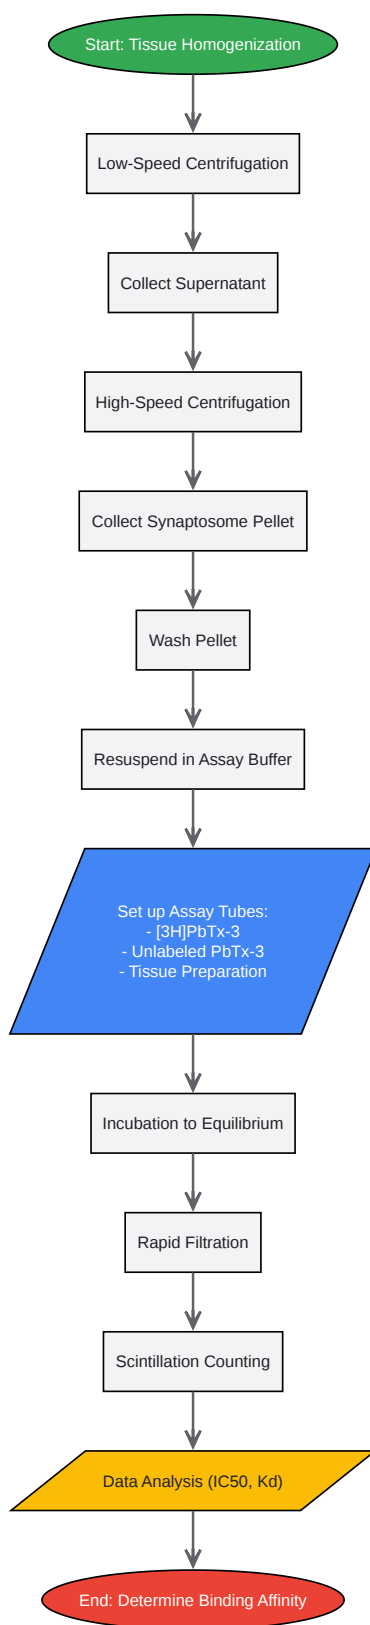 Start: Tissue Homogenization
Low-Speed Centrifugation
Collect Supernatant
High-Speed Centrifugation
Collect Synaptosome Pellet
Wash Pellet
Resuspend in Assay Buffer
Set up Assay Tubes:
- [3H]PbTx-3
- Unlabeled PbTx-3
- Tissue Preparation
Incubation to Equilibrium
Rapid Filtration
Scintillation Counting
Data Analysis (IC50, Kd)
End: Determine Binding Affinity